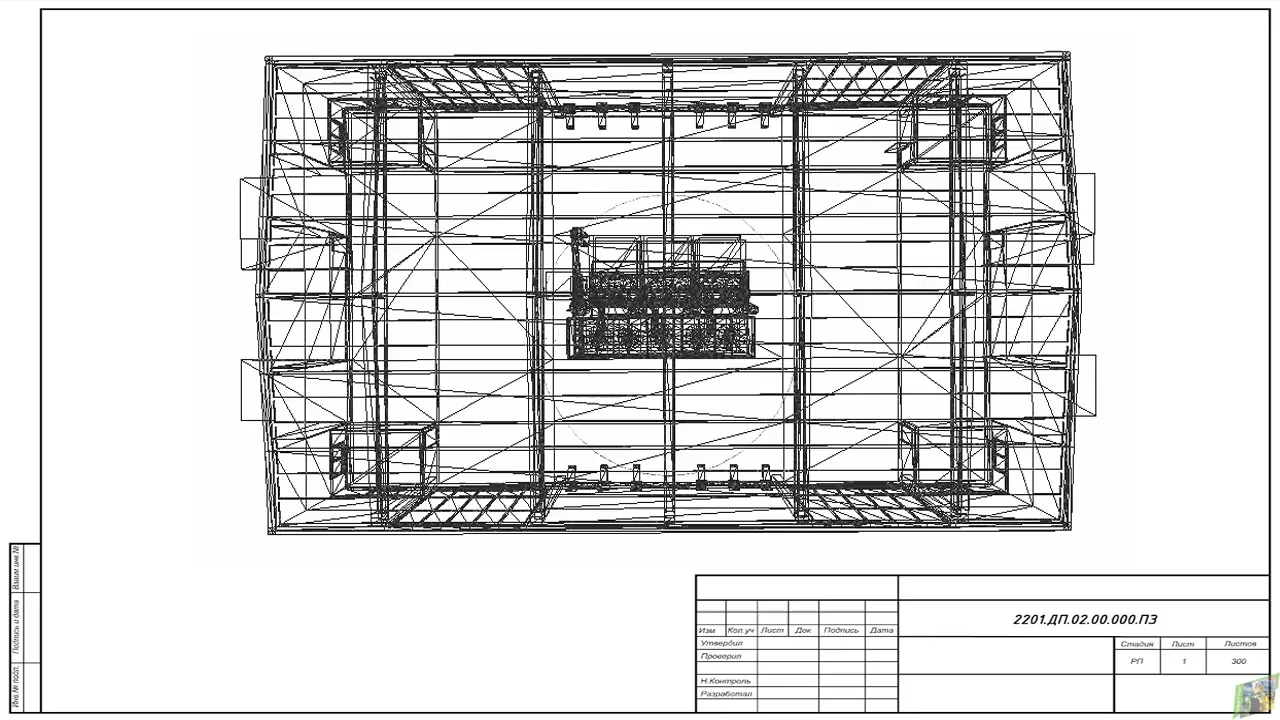 2201.ДП.02.00.000.ПЗ
Изм Кол.уч Лист Док Подпись Дата
Утвердил
Проверил
Н.Контроль
Разработал
Стадия Лист Листов
РП 1 300
Взаим.инв.№
Подпись и дата
Инв.№ подл.